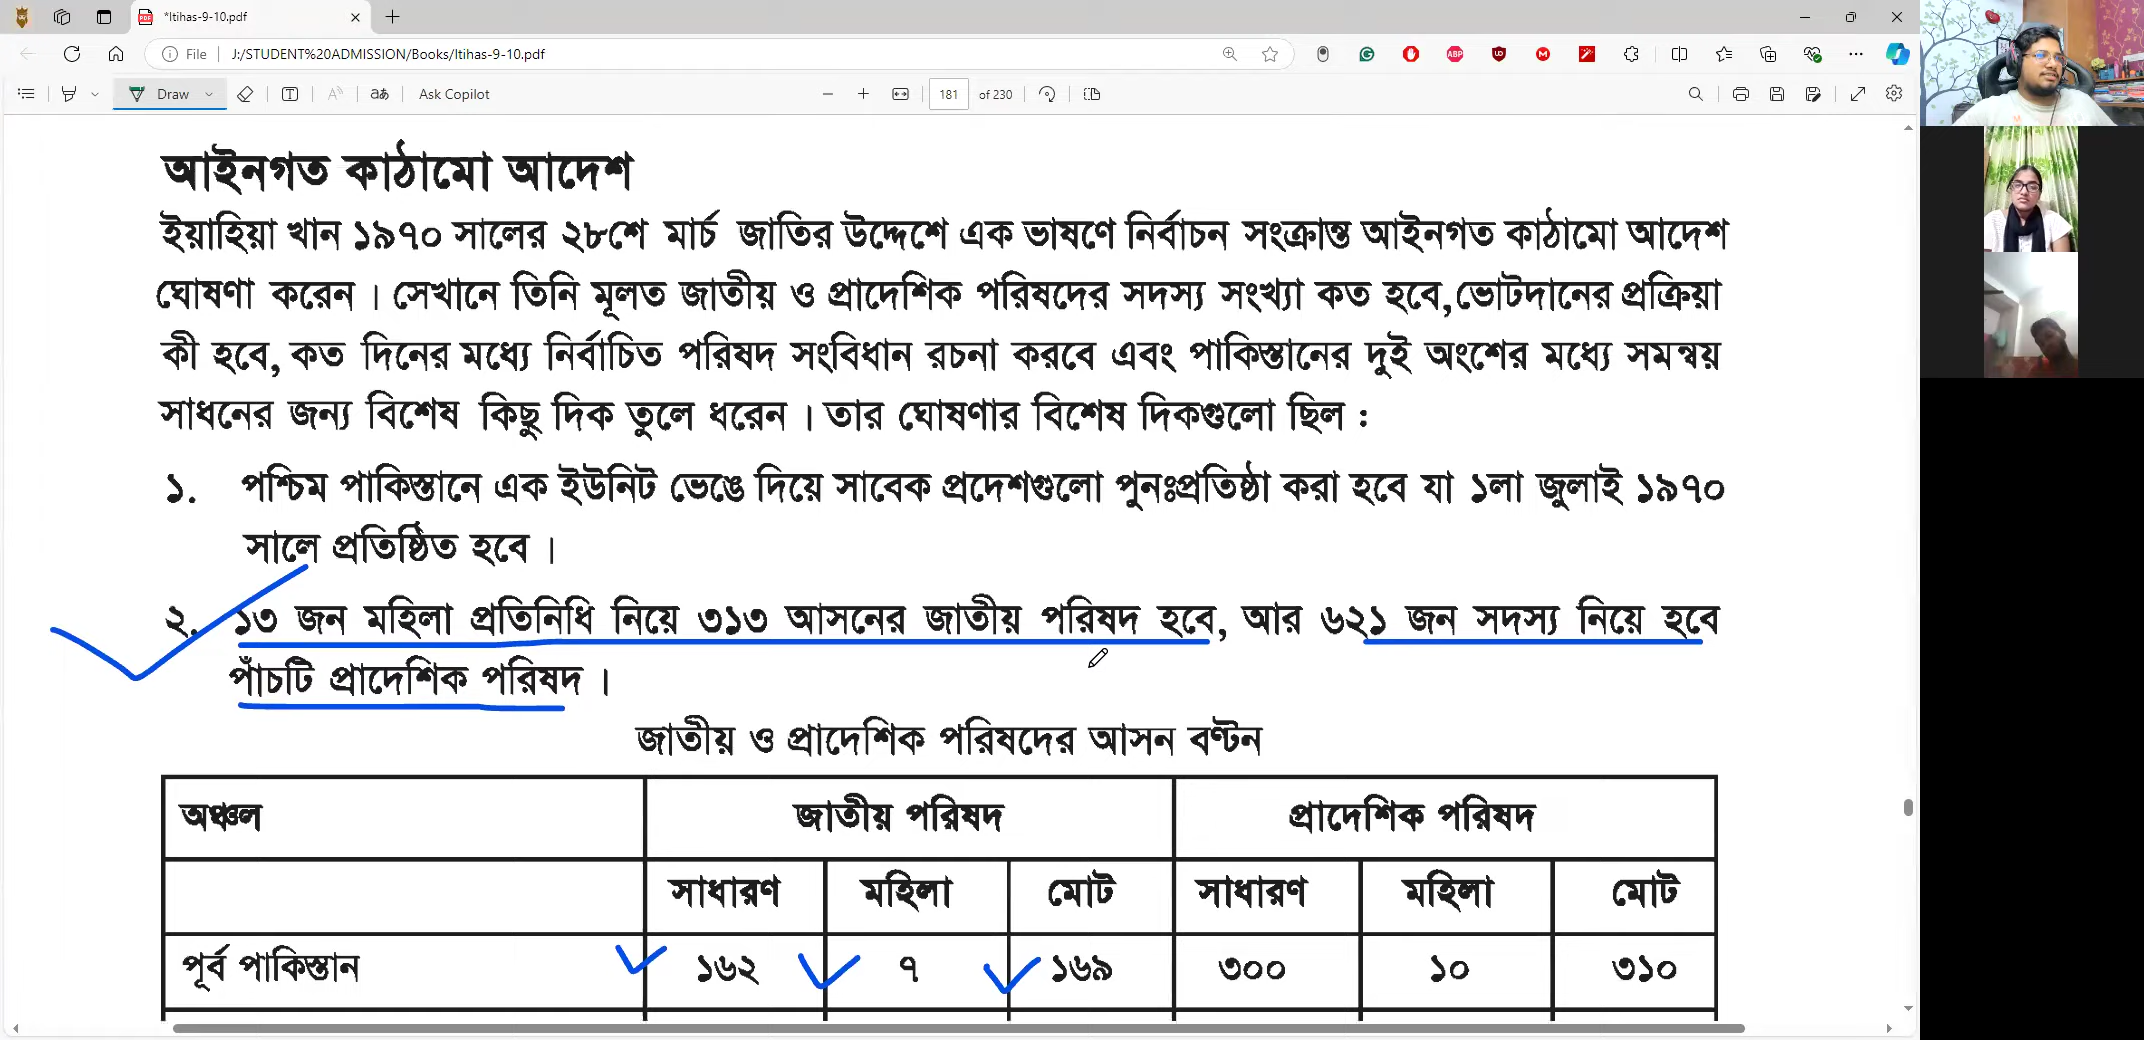 *Itihas-9-10.pdf
File
J:/STUDENT%20ADMISSION/Books/Itihas-9-10.pdf
Draw
aあ
Ask Copilot
181
of 230
আইনগত কাঠামো আদেশ
ইয়াহিয়া খান ১৯৭০ সালের ২৮শে মার্চ জাতির উদ্দেশে এক ভাষণে নির্বাচন সংক্রান্ত আইনগত কাঠামো আদেশ
ঘোষণা করেন। সেখানে তিনি মূলত জাতীয় ও প্রাদেশিক পরিষদের সদস্য সংখ্যা কত হবে,ভোটদানের প্রক্রিয়া
কী হবে, কত দিনের মধ্যে নির্বাচিত পরিষদ সংবিধান রচনা করবে এবং পাকিস্তানের দুই অংশের মধ্যে সমন্বয়
সাধনের জন্য বিশেষ কিছু দিক তুলে ধরেন। তার ঘোষণার বিশেষ দিকগুলো ছিল :
১. পশ্চিম পাকিস্তানে এক ইউনিট ভেঙে দিয়ে সাবেক প্রদেশগুলো পুনঃপ্রতিষ্ঠা করা হবে যা ১লা জুলাই ১৯৭০
সালে প্রতিষ্ঠিত হবে।
২. ১৩ জন মহিলা প্রতিনিধি নিয়ে ৩১৩ আসনের জাতীয় পরিষদ হবে, আর ৬২১ জন সদস্য নিয়ে হবে
পাঁচটি প্রাদেশিক পরিষদ।
জাতীয় ও প্রাদেশিক পরিষদের আসন বণ্টন
অঞ্চল জাতীয় পরিষদ প্রাদেশিক পরিষদ
সাধারণ মহিলা মোট সাধারণ মহিলা মোট
পূর্ব পাকিস্তান ১৬২ ৭ ১৬৯ ৩০০ ১০ ৩১০